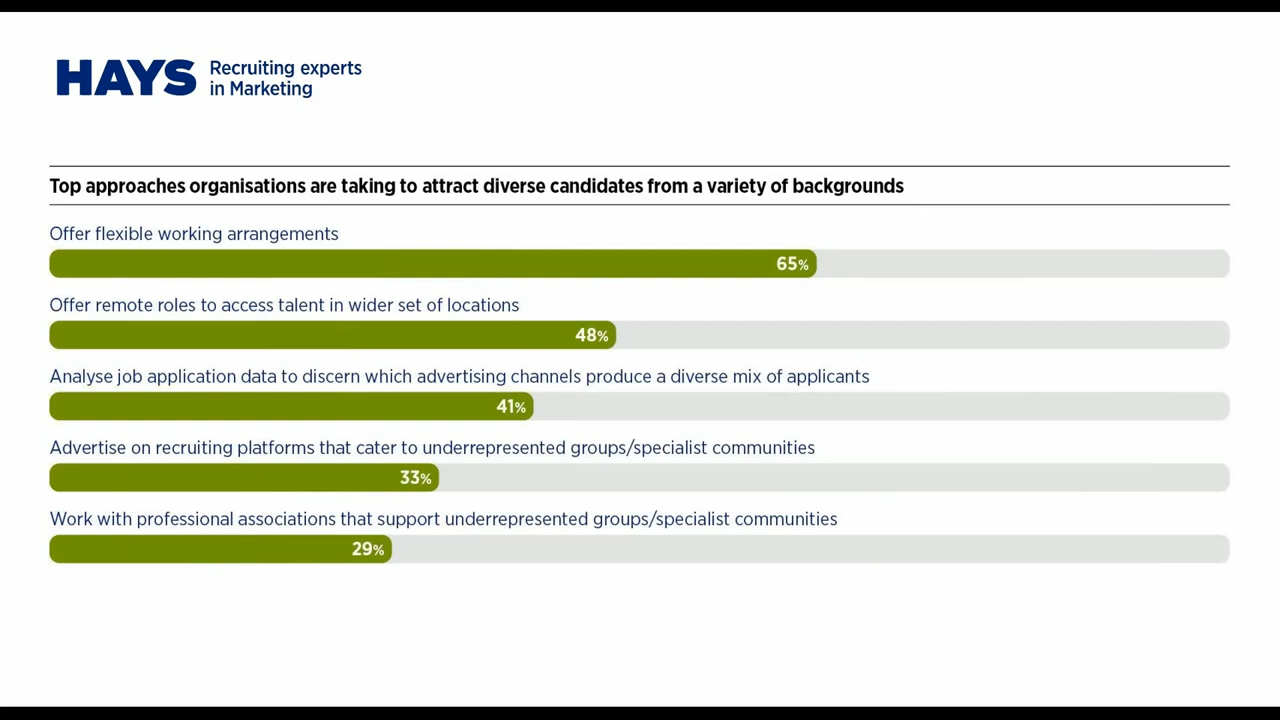 HAYS
Recruiting experts
in Marketing
Top approaches organisations are taking to attract diverse candidates from a variety of backgrounds
Offer flexible working arrangements
65%
Offer remote roles to access talent in wider set of locations
48%
Analyse job application data to discern which advertising channels produce a diverse mix of applicants
41%
Advertise on recruiting platforms that cater to underrepresented groups/specialist communities
33%
Work with professional associations that support underrepresented groups/specialist communities
29%